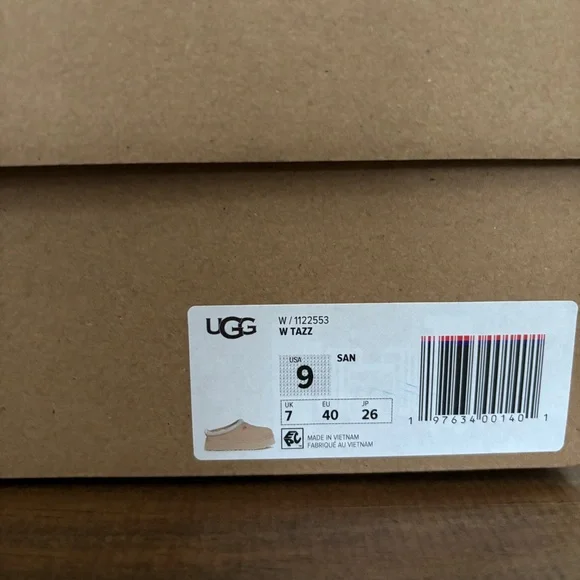 UGG
W / 1122553
W TAZZ
USA
9
SAN
UK EU JP
7 40 26
MADE IN VIETNAM
FABRIQUÉ AU VIETNAM
1 97634 00140 1